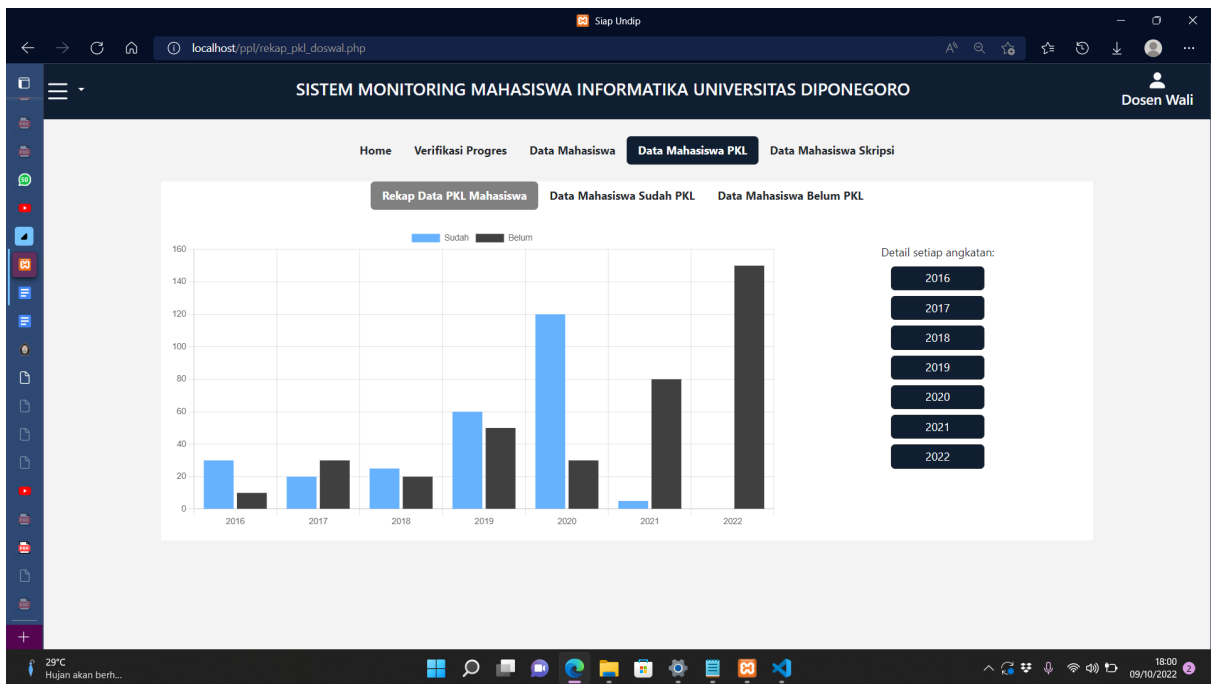 Siap Undip
localhost/ppl/rekap_pkl_doswal.php
SISTEM MONITORING MAHASISWA INFORMATIKA UNIVERSITAS DIPONEGORO
Dosen Wali
Home Verifikasi Progres Data Mahasiswa Data Mahasiswa PKL Data Mahasiswa Skripsi
Rekap Data PKL Mahasiswa Data Mahasiswa Sudah PKL Data Mahasiswa Belum PKL
Sudah Belum
160
140
120
100
80
60
40
20
0
2016 2017 2018 2019 2020 2021 2022
Detail setiap angkatan:
2016
2017
2018
2019
2020
2021
2022
29°C
Hujan akan berh...
18:00
09/10/2022
2